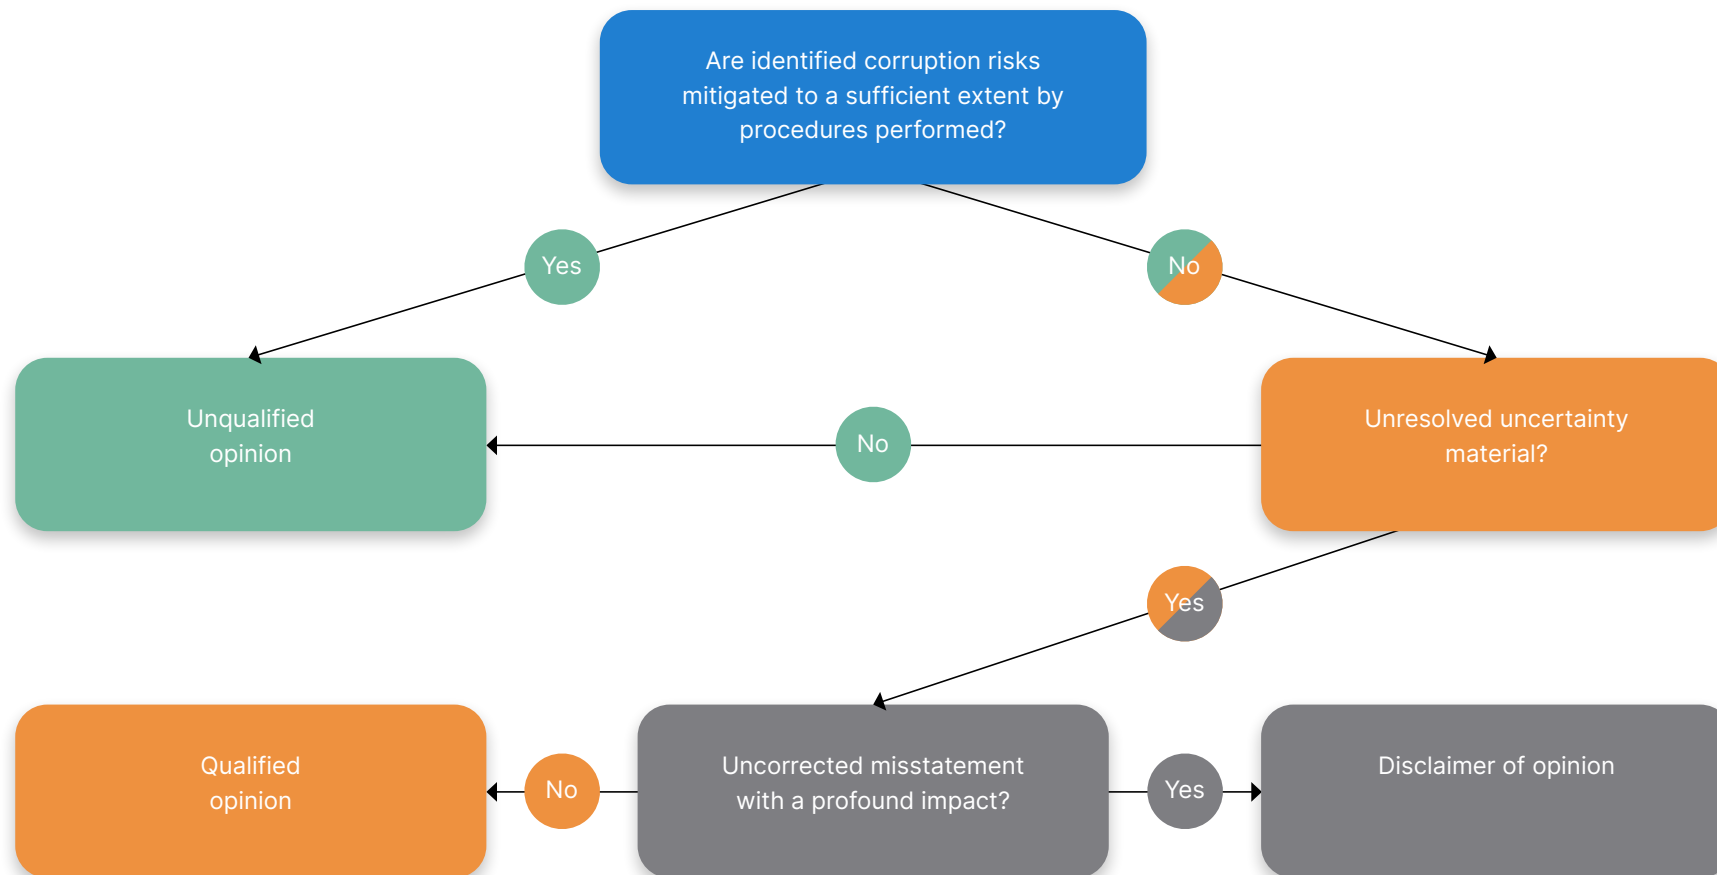 Are identified corruption risks
mitigated to a sufficient extent by
procedures performed?
Yes
No
Unqualified
opinion
No
Unresolved uncertainty
material?
Yes
Qualified
opinion
No
Uncorrected misstatement
with a profound impact?
Yes
Disclaimer of opinion